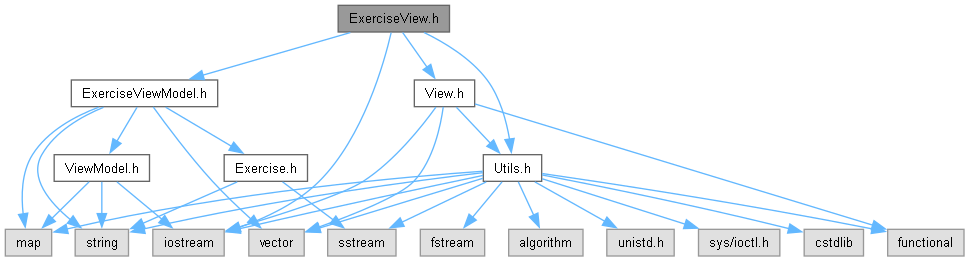 ExerciseView.h
ExerciseViewModel.h
View.h
ViewModel.h
Exercise.h
Utils.h
map
string
iostream
vector
sstream
fstream
algorithm
unistd.h
sys/ioctl.h
cstdlib
functional